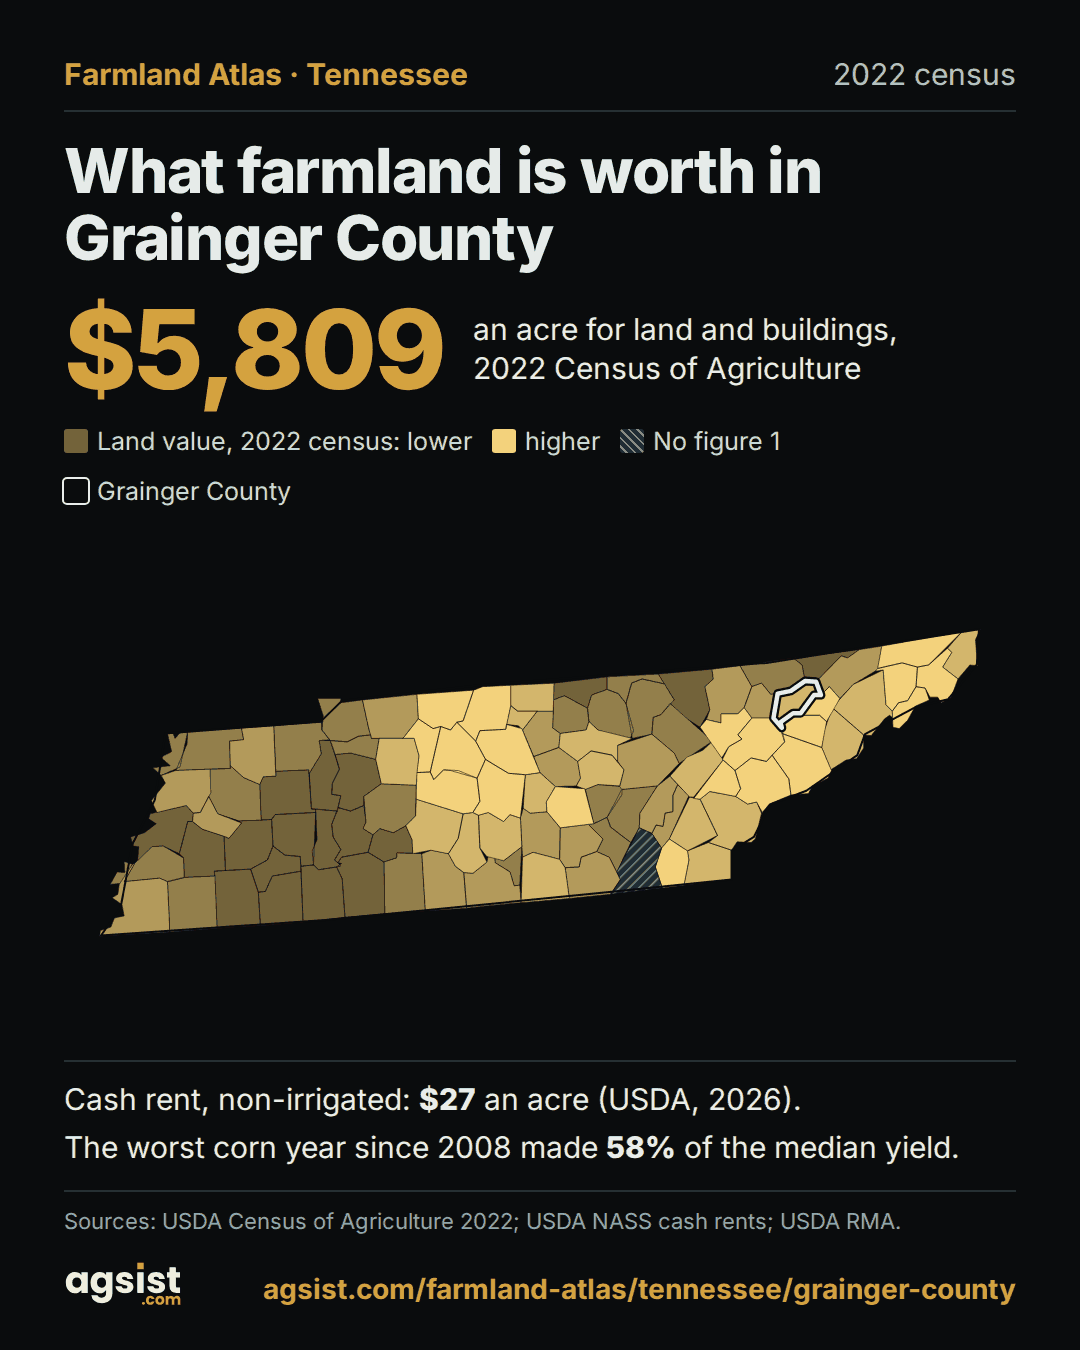 Farmland Atlas · Tennessee
2022 census
What farmland is worth in
Grainger County
$5,809
an acre for land and buildings,
2022 Census of Agriculture
Land value, 2022 census: lower
higher
No figure 1
Grainger County
Cash rent, non-irrigated: $27 an acre (USDA, 2026).
The worst corn year since 2008 made 58% of the median yield.
Sources: USDA Census of Agriculture 2022; USDA NASS cash rents; USDA RMA.
agsist
.com
agsist.com/farmland-atlas/tennessee/grainger-county